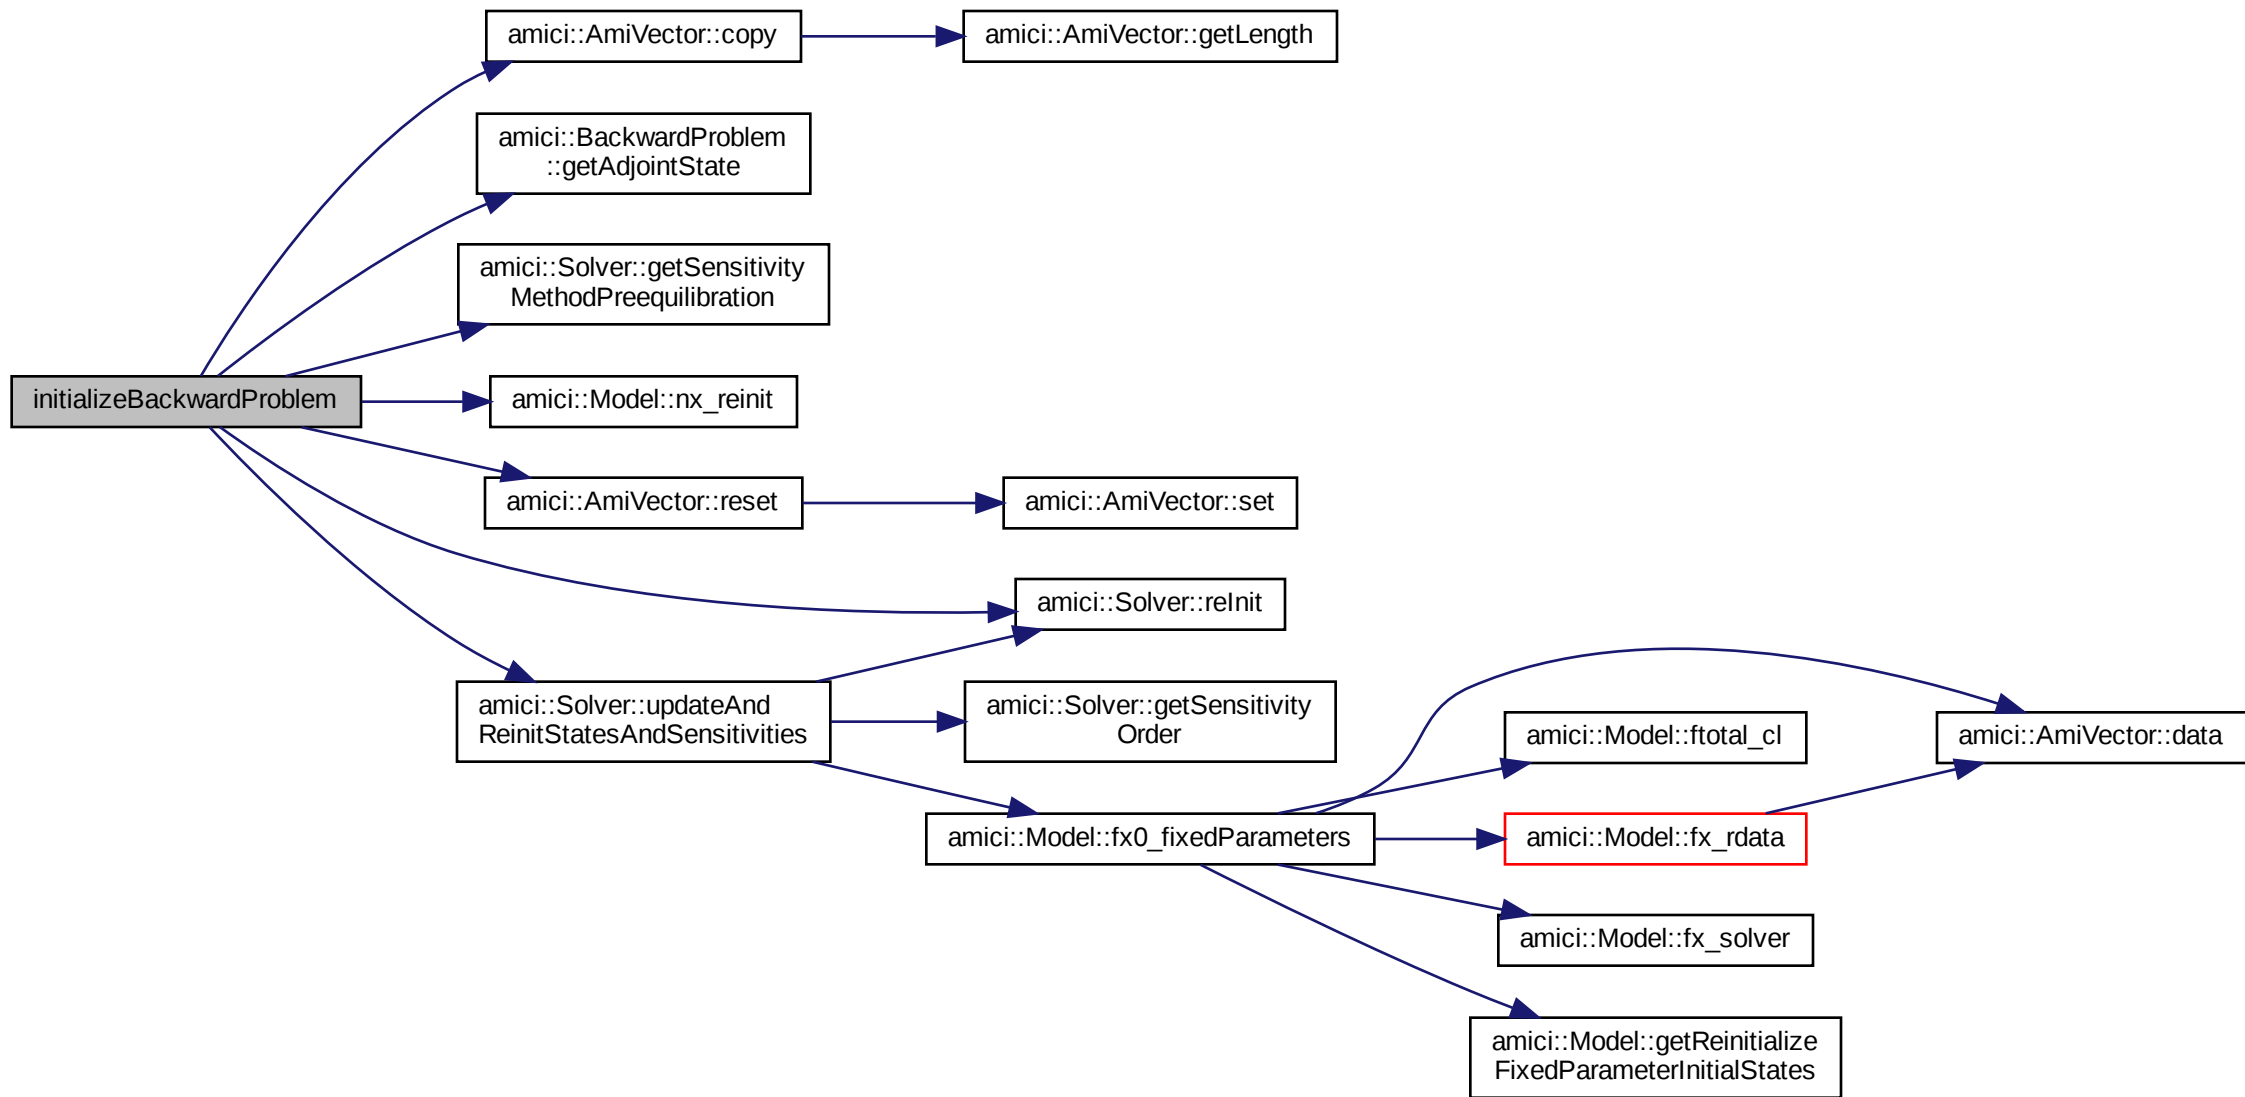 initializeBackwardProblem
amici::AmiVector::copy
amici::AmiVector::getLength
amici::BackwardProblem
::getAdjointState
amici::Solver::getSensitivity
MethodPreequilibration
amici::Model::nx_reinit
amici::AmiVector::reset
amici::AmiVector::set
amici::Solver::reInit
amici::Solver::updateAnd
ReinitStatesAndSensitivities
amici::Solver::getSensitivity
Order
amici::Model::fx0_fixedParameters
amici::Model::ftotal_cl
amici::AmiVector::data
amici::Model::fx_rdata
amici::Model::fx_solver
amici::Model::getReinitialize
FixedParameterInitialStates